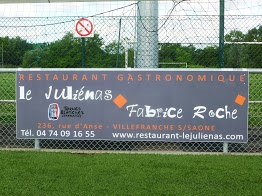 RESTAURANT GASTRONOMIQUE
Le Juliénas
Fabrice Roche
236, rue d'Anse - VILLEFRANCHE S/SAONE
Tél. 04 74 09 16 55 www.restaurant-lejulienas.com